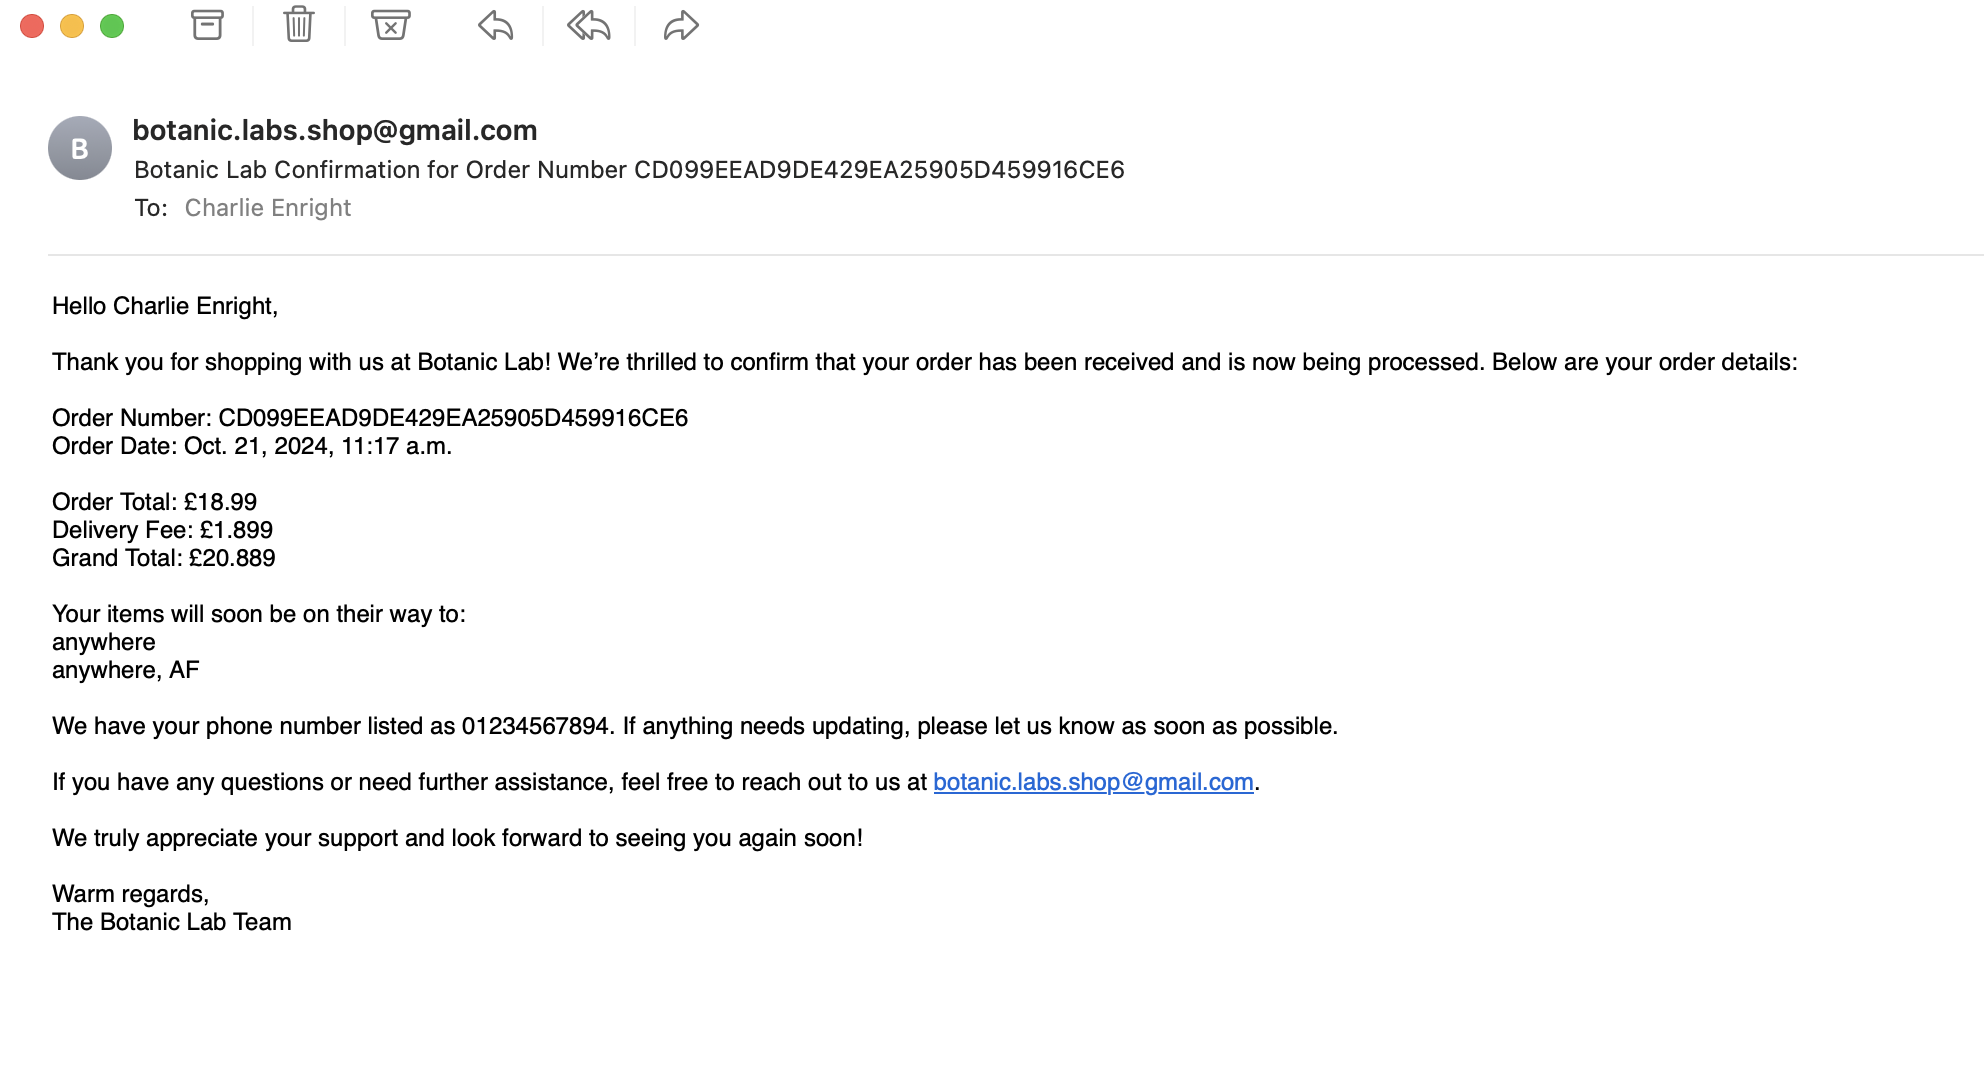 B
botanic.labs.shop@gmail.com
Botanic Lab Confirmation for Order Number CD099EEAD9DE429EA25905D459916CE6
To: Charlie Enright
Hello Charlie Enright,
Thank you for shopping with us at Botanic Lab! We’re thrilled to confirm that your order has been received and is now being processed. Below are your order details:
Order Number: CD099EEAD9DE429EA25905D459916CE6
Order Date: Oct. 21, 2024, 11:17 a.m.
Order Total: £18.99
Delivery Fee: £1.899
Grand Total: £20.889
Your items will soon be on their way to:
anywhere
anywhere, AF
We have your phone number listed as 01234567894. If anything needs updating, please let us know as soon as possible.
If you have any questions or need further assistance, feel free to reach out to us at botanic.labs.shop@gmail.com.
We truly appreciate your support and look forward to seeing you again soon!
Warm regards,
The Botanic Lab Team